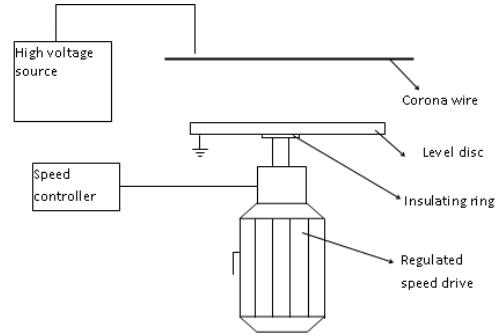 High voltage
source
Corona wire
Level disc
Speed
controller
Insulating ring
Regulated
speed drive